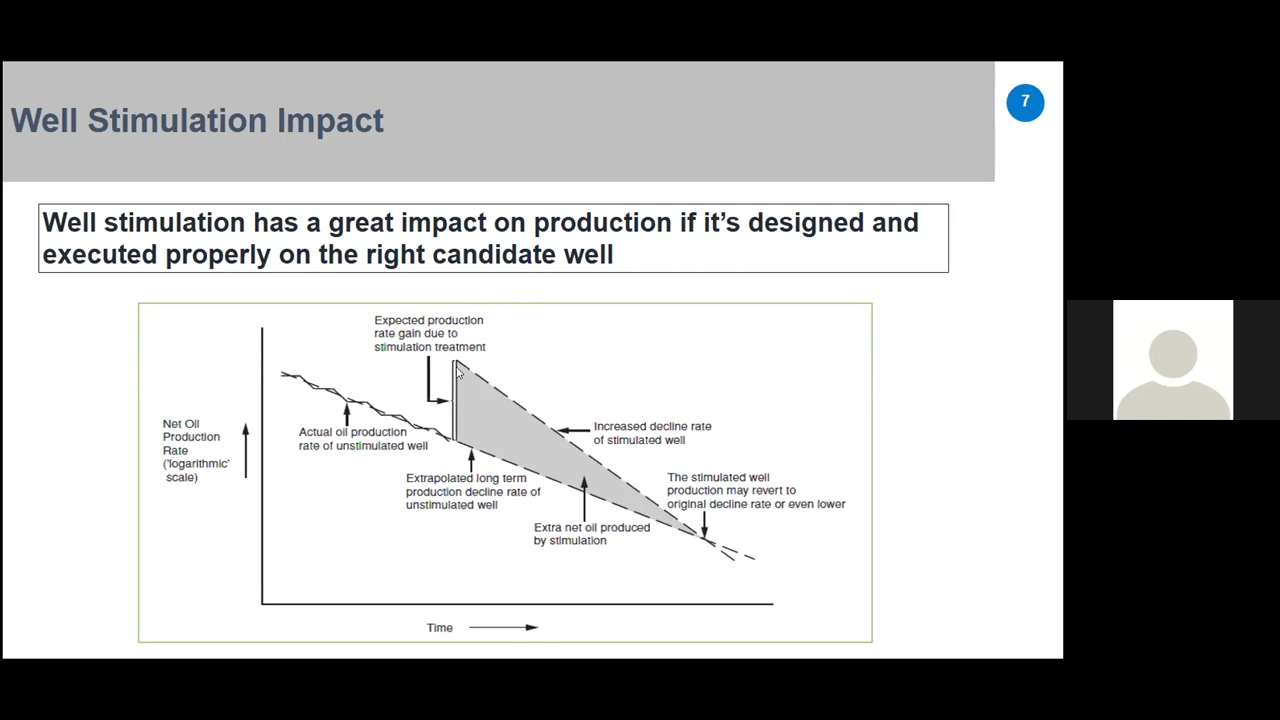 Well Stimulation Impact
7
Well stimulation has a great impact on production if it’s designed and
executed properly on the right candidate well
Expected production
rate gain due to
stimulation treatment
Net Oil
Production
Rate
('logarithmic'
scale)
Actual oil production
rate of unstimulated well
Increased decline rate
of stimulated well
Extrapolated long term
production decline rate of
unstimulated well
The stimulated well
production may revert to
original decline rate or even lower
Extra net oil produced
by stimulation
Time